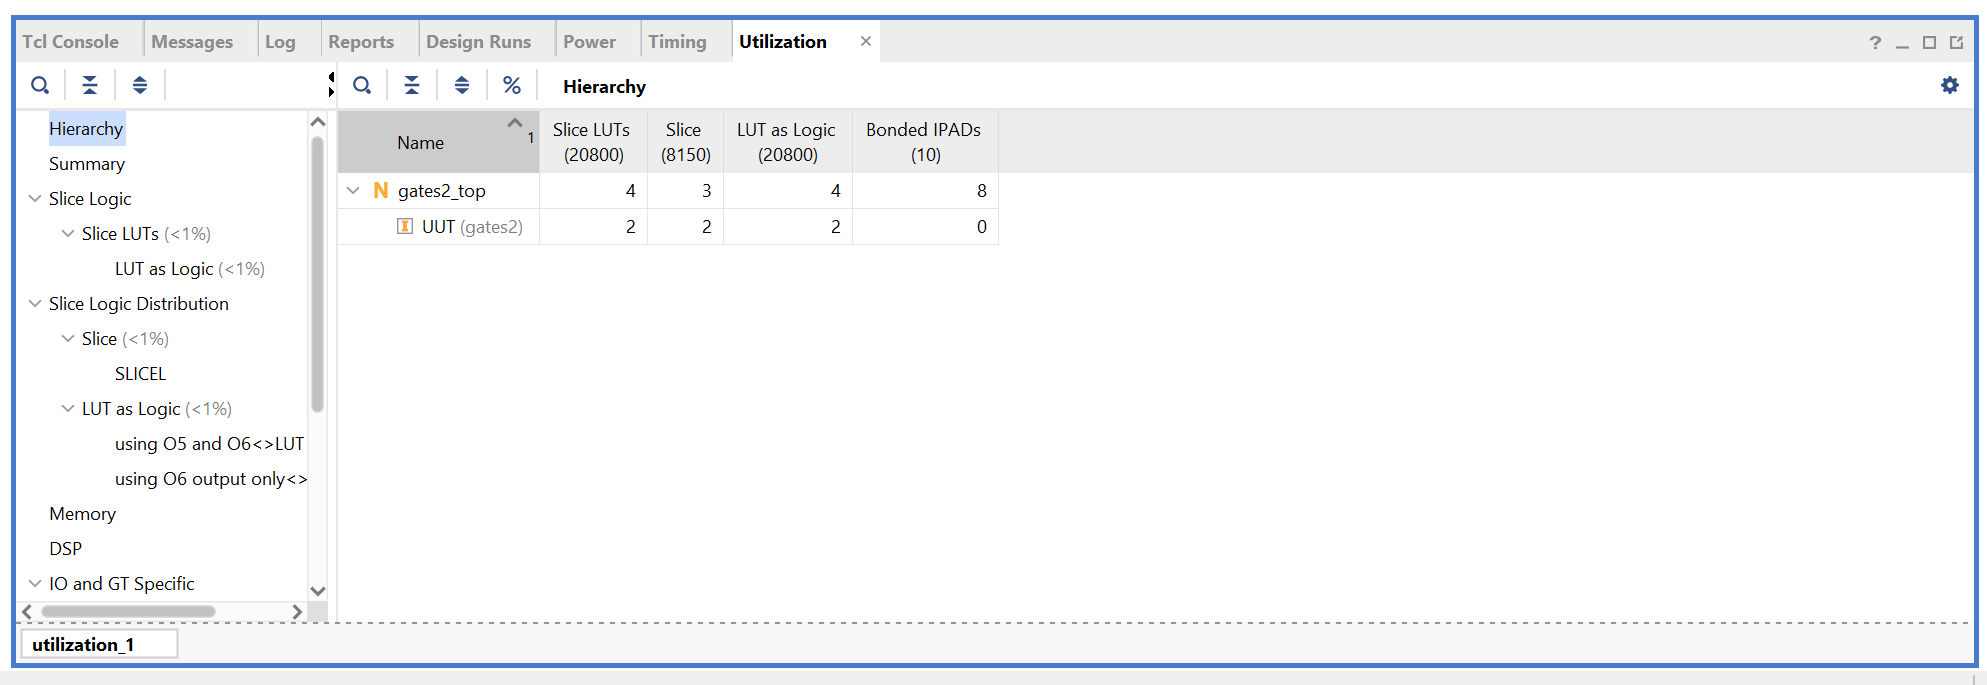 Tcl Console Messages Log Reports Design Runs Power Timing Utilization × ?
% Hierarchy
Hierarchy
Summary
Slice Logic
Slice LUTs (<1%)
LUT as Logic (<1%)
Slice Logic Distribution
Slice (<1%)
SLICEL
LUT as Logic (<1%)
using O5 and O6<>LUT
using O6 output only<>
Memory
DSP
IO and GT Specific
Name 1 Slice LUTs Slice LUT as Logic Bonded IPADs
(20800) (8150) (20800) (10)
N gates2_top 4 3 4 8
I UUT (gates2) 2 2 2 0
utilization_1